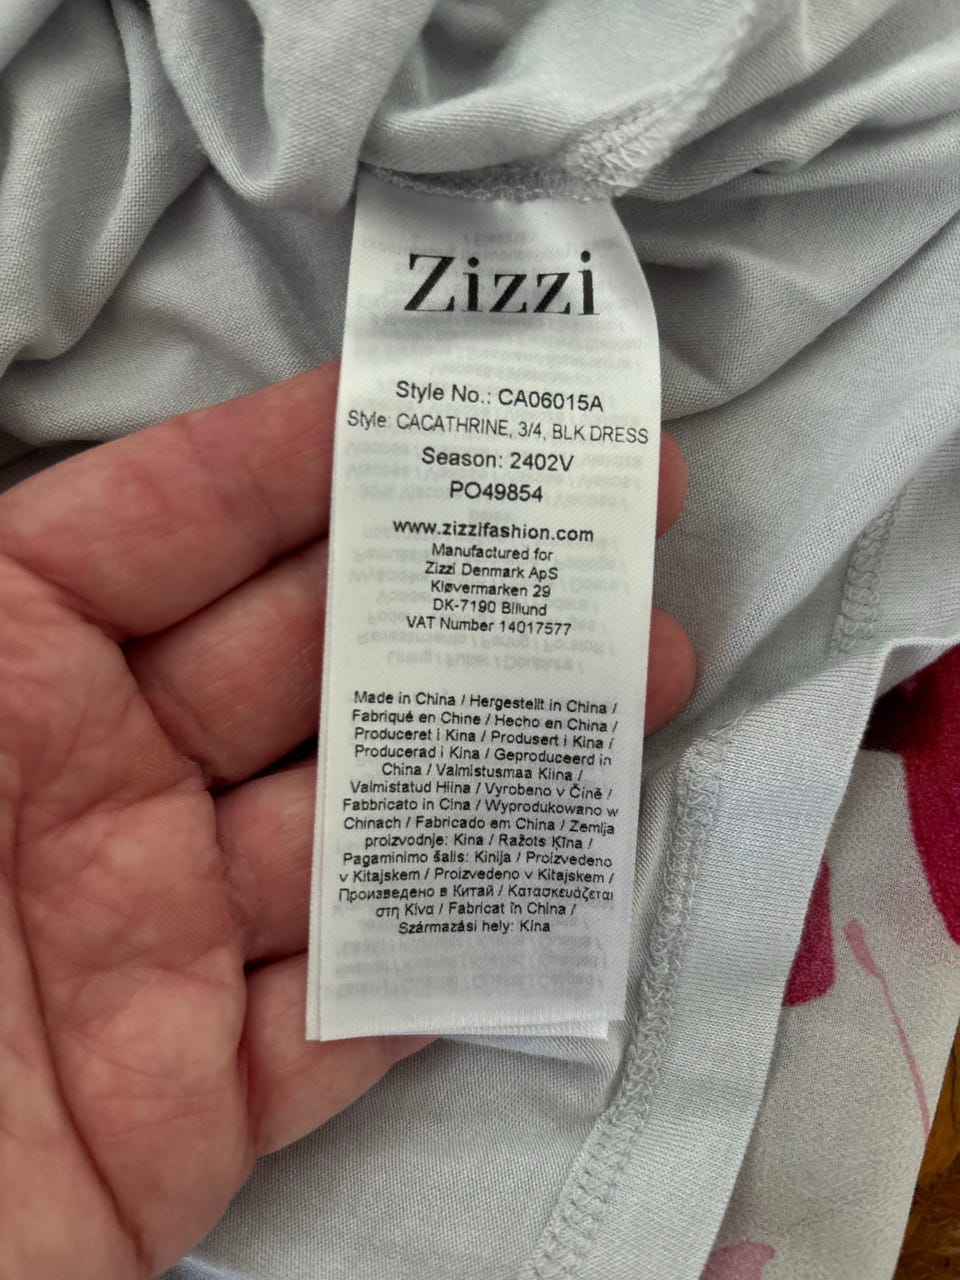 Zizzi
Style No.: CA06015A
Style: CACATHRINE, 3/4, BLK DRESS
Season: 2402V
PO49854
www.zizzifashion.com
Manufactured for
Zizzi Denmark ApS
Kløvermarken 29
DK-7190 Billund
VAT Number 14017577
Made in China / Hergestellt in China /
Fabriqué en Chine / Hecho en China /
Produceret i Kina / Produsert i Kina /
Producerad i Kina / Geproduceerd in
China / Valmistusmaa Kiina /
Valmistatud Hiina / Vyrobeno v Číně /
Fabbricato in Cina / Wyprodukowano w
Chinach / Fabricado em China / Zemlja
proizvodnje: Kina / Ražots Ķīna /
Pagaminimo šalis: Kinija / Proizvedeno
v Kitajskem / Proizvedeno v Kitajskem /
Произведено в Китай / Κατασκευάζεται
στη Κίνα / Fabricat în China /
Származási hely: Kína